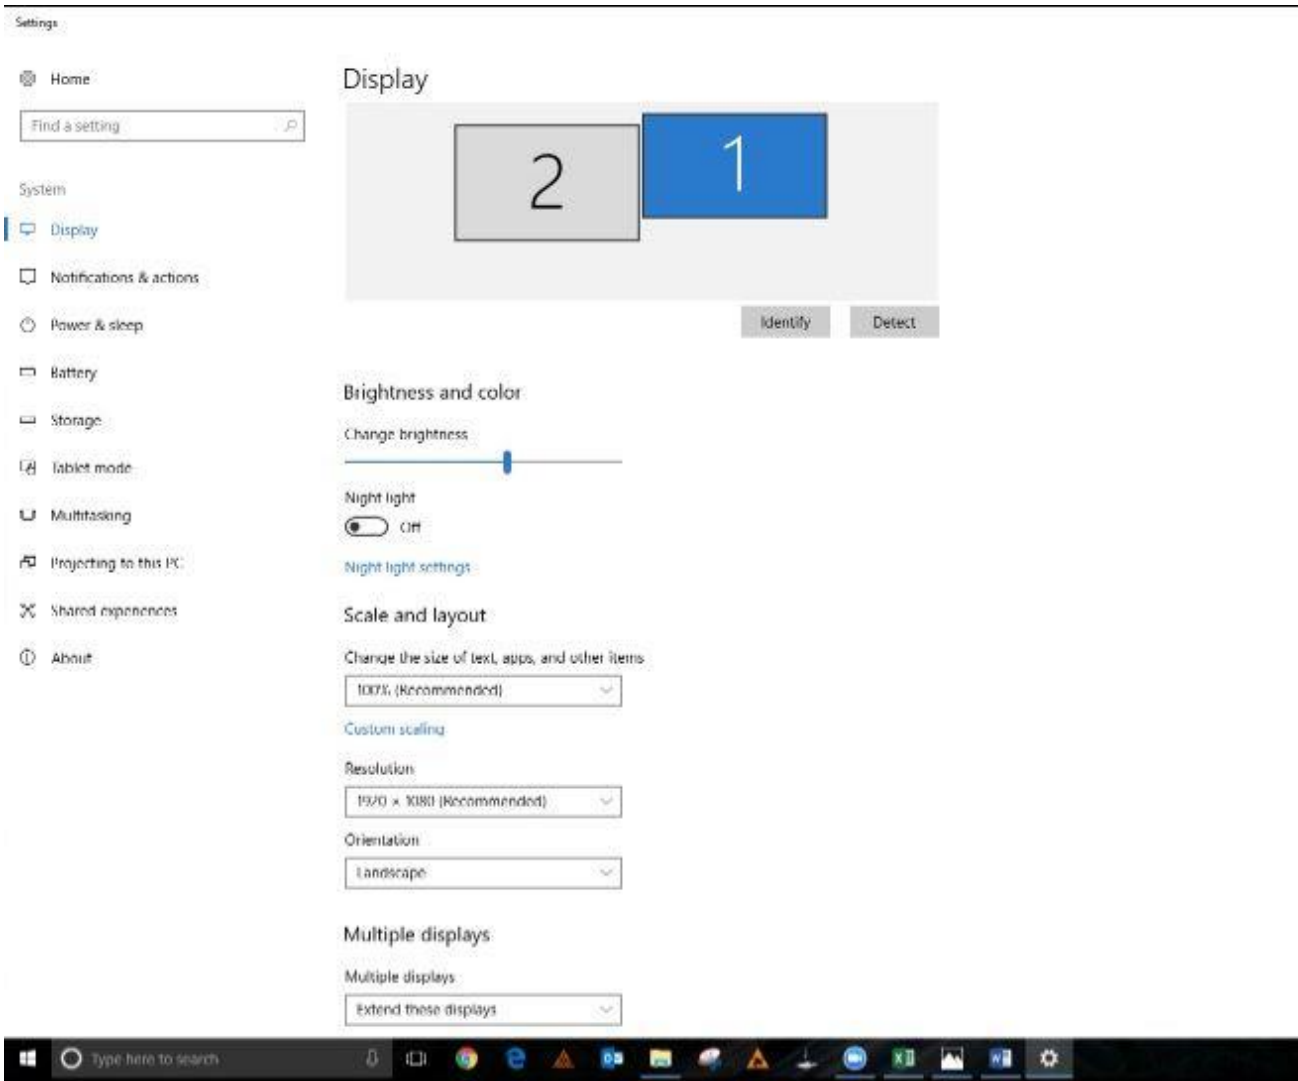 Settings
Home
Find a setting
System
Display
Notifications & actions
Power & sleep
Battery
Storage
Tablet mode
Multitasking
Projecting to this PC
Shared experiences
About
Display
2
1
Identify
Detect
Brightness and color
Change brightness
Night light
Off
Night light settings
Scale and layout
Change the size of text, apps, and other items
100% (Recommended)
Custom scaling
Resolution
1920 × 1080 (Recommended)
Orientation
Landscape
Multiple displays
Multiple displays
Extend these displays
Type here to search